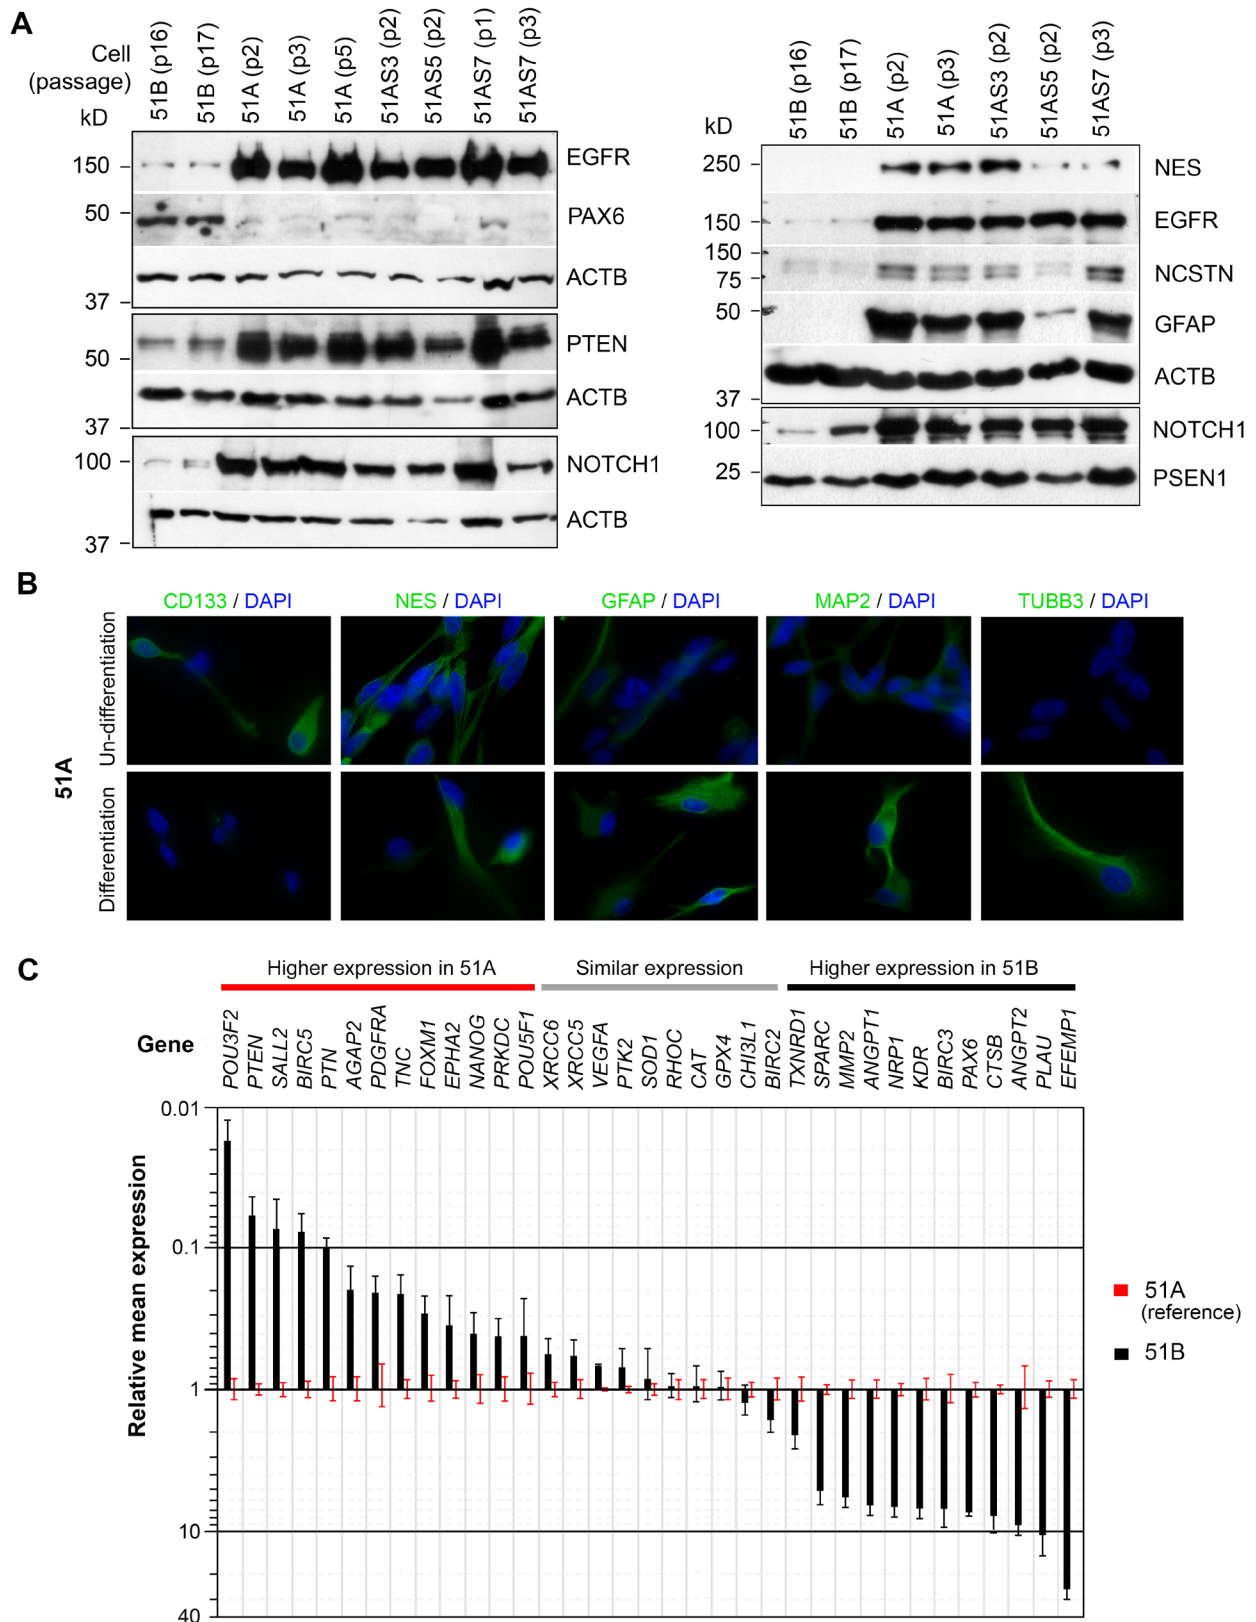 A
Cell
(passage)
51B (p16)
51B (p17)
51A (p2)
51A (p3)
51A (p5)
51AS3 (p2)
51AS5 (p2)
51AS7 (p1)
51AS7 (p3)
kD
150
EGFR
50
PAX6
ACTB
37
PTEN
50
ACTB
37
100
NOTCH1
ACTB
37
51B (p16)
51B (p17)
51A (p2)
51A (p3)
51AS3 (p2)
51AS5 (p2)
51AS7 (p3)
kD
250
NES
150
EGFR
150
NCSTN
75
50
GFAP
ACTB
37
100
NOTCH1
25
PSEN1
B
CD133 / DAPI
NES / DAPI
GFAP / DAPI
MAP2 / DAPI
TUBB3 / DAPI
51A
Un-differentiation
Differentiation
C
Higher expression in 51A
Similar expression
Higher expression in 51B
Gene
POU3F2
PTEN
SALL2
BIRC5
PTN
AGAP2
PDGFRA
TNC
FOXM1
EPHA2
NANOG
PRKDC
POU5F1
XRCC6
XRCC5
VEGFA
PTK2
SOD1
RHOC
CAT
GPX4
CHI3L1
BIRC2
TXNRD1
SPARC
MMP2
ANGPT1
NRP1
KDR
BIRC3
PAX6
CTSB
ANGPT2
PLAU
EFEMP1
Relative mean expression
0.01
0.1
1
10
40
51A
(reference)
51B